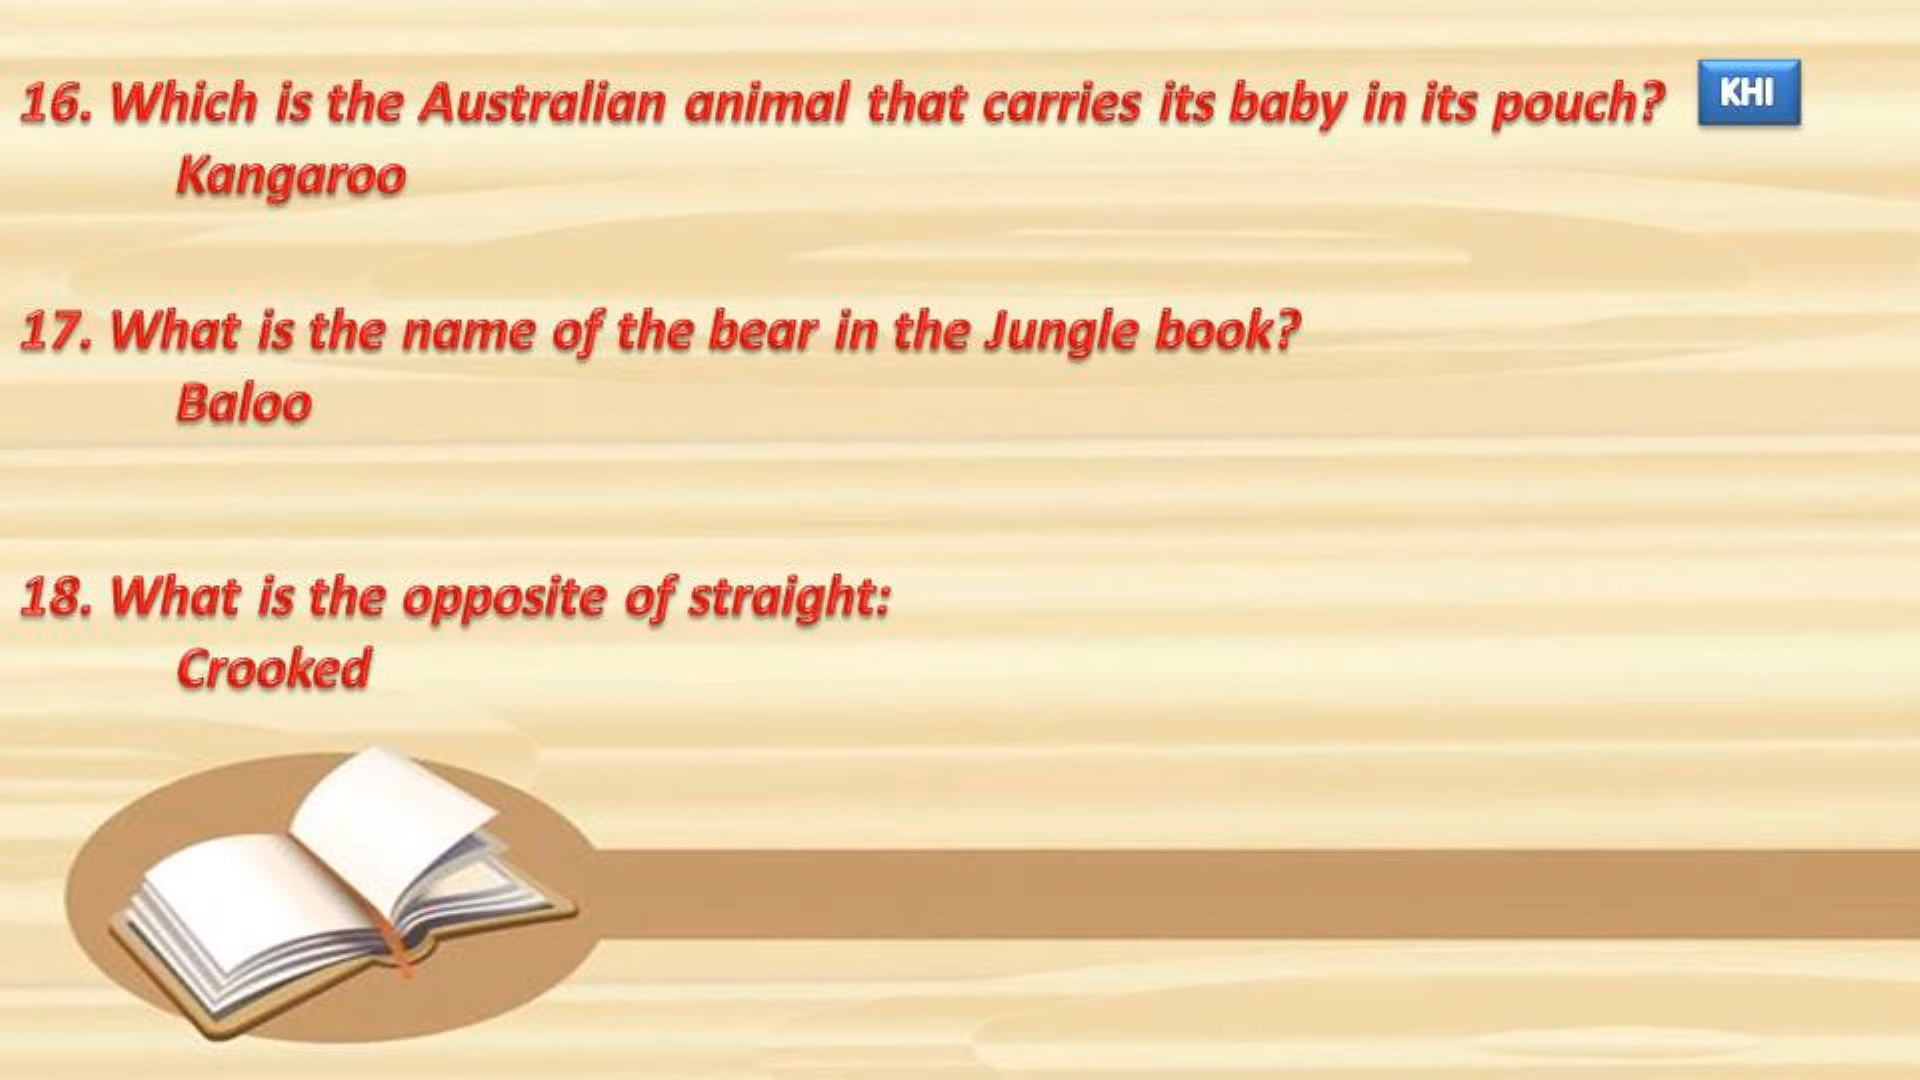 16. Which is the Australian animal that carries its baby in its pouch?
KHI
Kangaroo
17. What is the name of the bear in the Jungle book?
Baloo
18. What is the opposite of straight:
Crooked